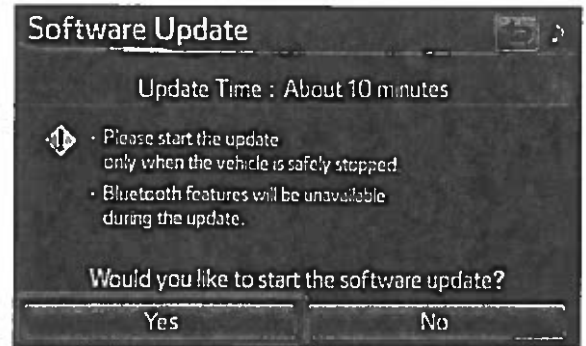 Software Update
Update Time : About 10 minutes
· Please start the update
only when the vehicle is safely stopped.
· Bluetooth features will be unavailable
during the update.
Would you like to start the software update?
Yes
No